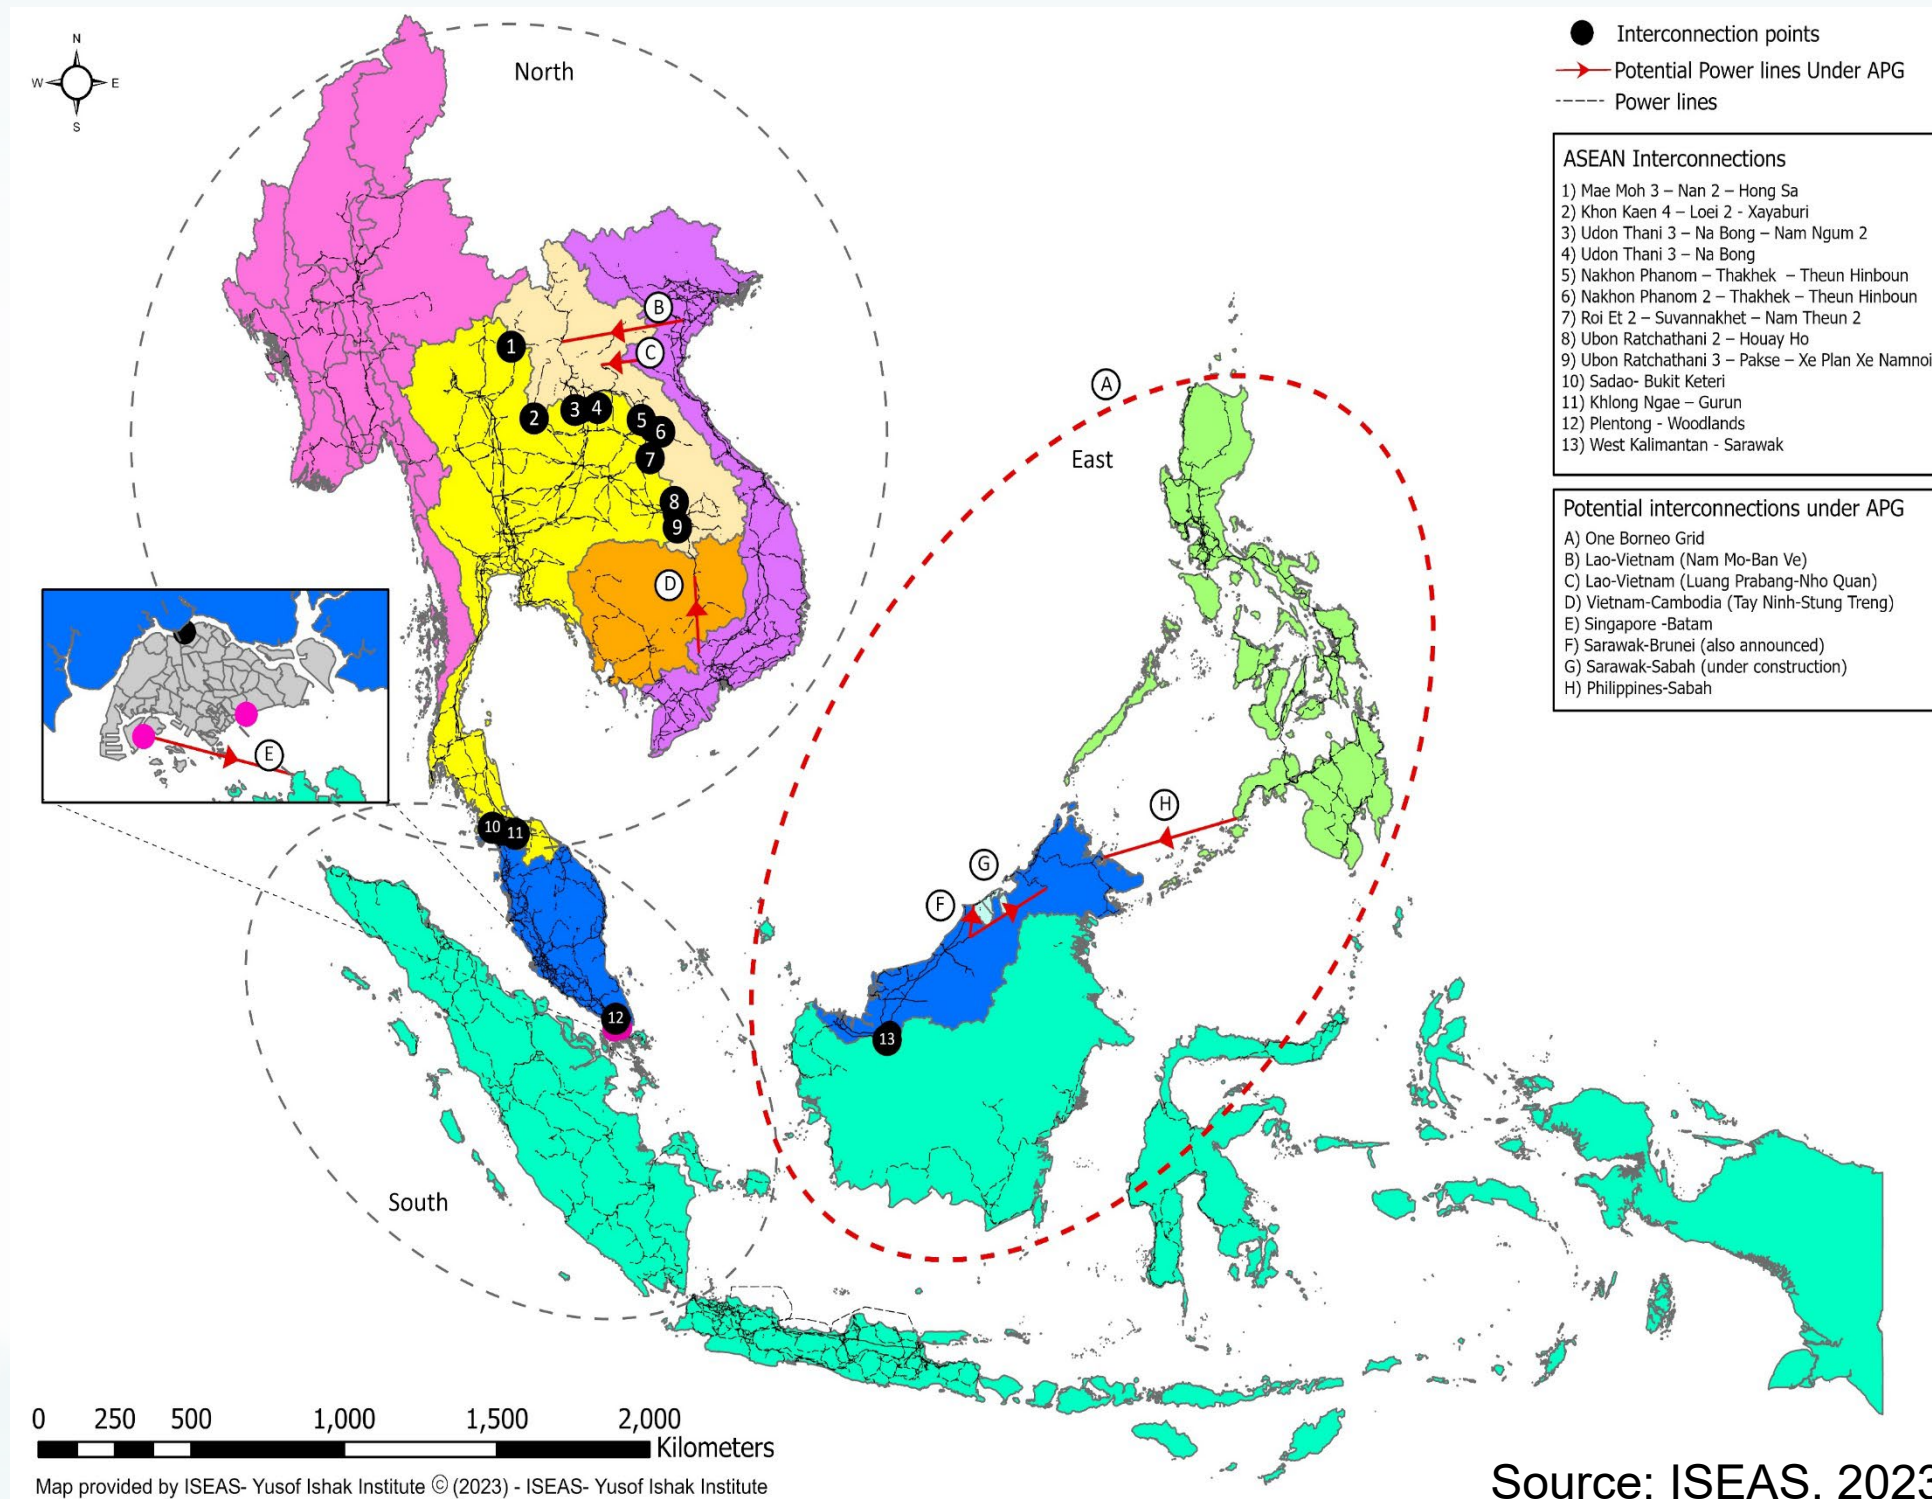 N
W E
S
North
Interconnection points
Potential Power lines Under APG
Power lines
ASEAN Interconnections
1) Mae Moh 3 – Nan 2 – Hong Sa
2) Khon Kaen 4 – Loei 2 - Xayaburi
3) Udon Thani 3 – Na Bong – Nam Ngum 2
4) Udon Thani 3 – Na Bong
5) Nakhon Phanom – Thakhek – Theun Hinboun
6) Nakhon Phanom 2 – Thakhek – Theun Hinboun
7) Roi Et 2 – Suvannakhet – Nam Theun 2
8) Ubon Ratchathani 2 – Houay Ho
9) Ubon Ratchathani 3 – Pakse – Xe Plan Xe Namnoi
10) Sadao- Bukit Keteri
11) Khlong Ngae – Gurun
12) Plentong - Woodlands
13) West Kalimantan - Sarawak
Potential interconnections under APG
A) One Borneo Grid
B) Lao-Vietnam (Nam Mo-Ban Ve)
C) Lao-Vietnam (Luang Prabang-Nho Quan)
D) Vietnam-Cambodia (Tay Ninh-Stung Treng)
E) Singapore -Batam
F) Sarawak-Brunei (also announced)
G) Sarawak-Sabah (under construction)
H) Philippines-Sabah
B
1
C
A
2
3
4
5
6
7
East
8
9
D
E
H
10
11
G
F
12
13
South
0 250 500 1,000 1,500 2,000
Kilometers
Map provided by ISEAS- Yusof Ishak Institute © (2023) - ISEAS- Yusof Ishak Institute
Source: ISEAS. 2023